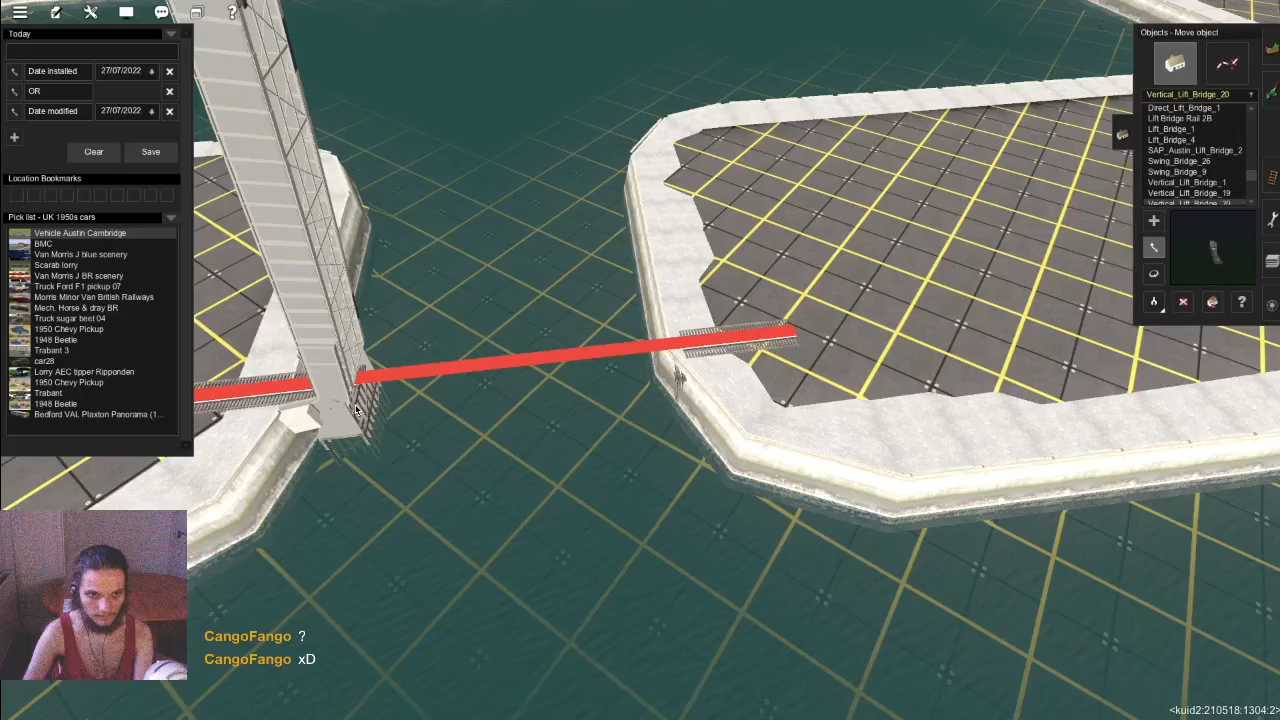 Today
Date installed 27/07/2022
OR
Date modified 27/07/2022
Clear Save
Location Bookmarks
Pick list - UK 1950s cars
Vehicle Austin Cambridge
BMC
Van Morris J blue scenery
Scarab lorry
Van Morris J BR scenery
Truck Ford F1 pickup 07
Morris Minor Van British Railways
Mech. Horse & dray BR
Truck sugar beet 04
1948 Chevy Pickup
1948 Beetle
Trabant 3
car28
Lorry AEC tipper Ripponden
1950 Chevy Pickup
Trabant
1948 Beetle
Bedford VAL Plaxton Panorama (1...
Objects - Move object
Vertical_Lift_Bridge_20
Direct_Lift_Bridge_1
Lift Bridge Rail 2B
Lift_Bridge_1
Lift_Bridge_4
SAP_Austin_Lift_Bridge_2
Swing_Bridge_26
Swing_Bridge_9
Vertical_Lift_Bridge_1
Vertical_Lift_Bridge_19
Vertical_Lift_Bridge_20
CangoFango ?
CangoFango xD
<kuid2:210518:1304:2>